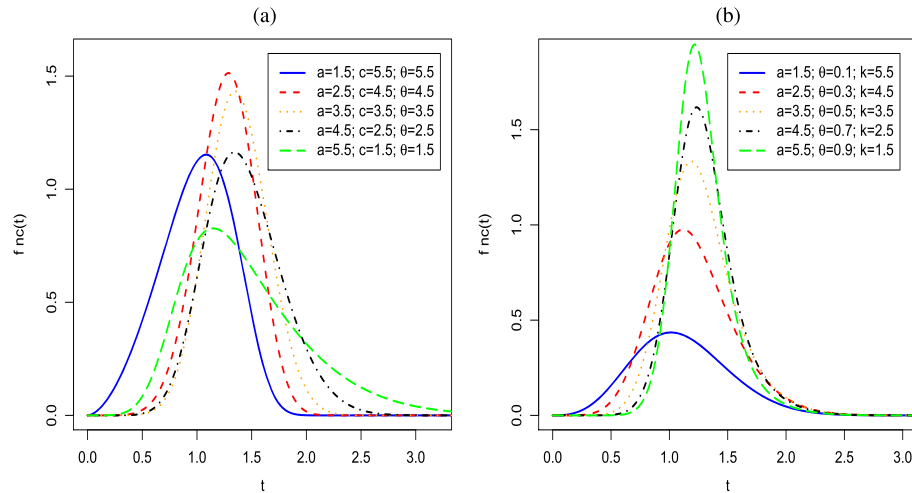 (a)
f nc(t)
1.5
1.0
0.5
0.0
a=1.5; c=5.5; θ=5.5
a=2.5; c=4.5; θ=4.5
a=3.5; c=3.5; θ=3.5
a=4.5; c=2.5; θ=2.5
a=5.5; c=1.5; θ=1.5
0.0 0.5 1.0 1.5 2.0 2.5 3.0
t
(b)
f nc(t)
1.5
1.0
0.5
0.0
a=1.5; θ=0.1; k=5.5
a=2.5; θ=0.3; k=4.5
a=3.5; θ=0.5; k=3.5
a=4.5; θ=0.7; k=2.5
a=5.5; θ=0.9; k=1.5
0.0 0.5 1.0 1.5 2.0 2.5 3.0
t